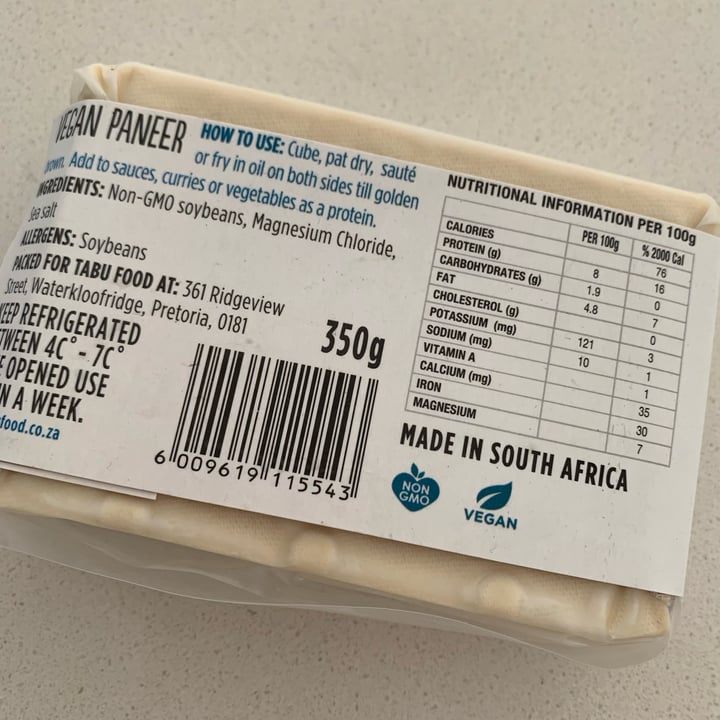 VEGAN PANEER
HOW TO USE: Cube, pat dry, sauté
or fry in oil on both sides till golden
Add to sauces, curries or vegetables as a protein.
INGREDIENTS: Non-GMO soybeans, Magnesium Chloride,
Sea salt
ALLERGENS: Soybeans
PACKED FOR TABU FOOD AT: 361 Ridgeview
Street, Waterkloofridge, Pretoria, 0181
KEEP REFRIGERATED
4C° - 7C°
OPENED USE
A WEEK.
food.co.za
350g
6 009619 115543
NUTRITIONAL INFORMATION PER 100g
PER 100g % 2000 Cal
CALORIES 76
PROTEIN (g) 8 16
CARBOHYDRATES (g) 1.9 0
FAT 4.8 7
CHOLESTEROL (g) 0
POTASSIUM (mg) 121 3
SODIUM (mg) 10 1
VITAMIN A 1
CALCIUM (mg) 35
IRON 30
MAGNESIUM 7
MADE IN SOUTH AFRICA
NON
GMO
VEGAN